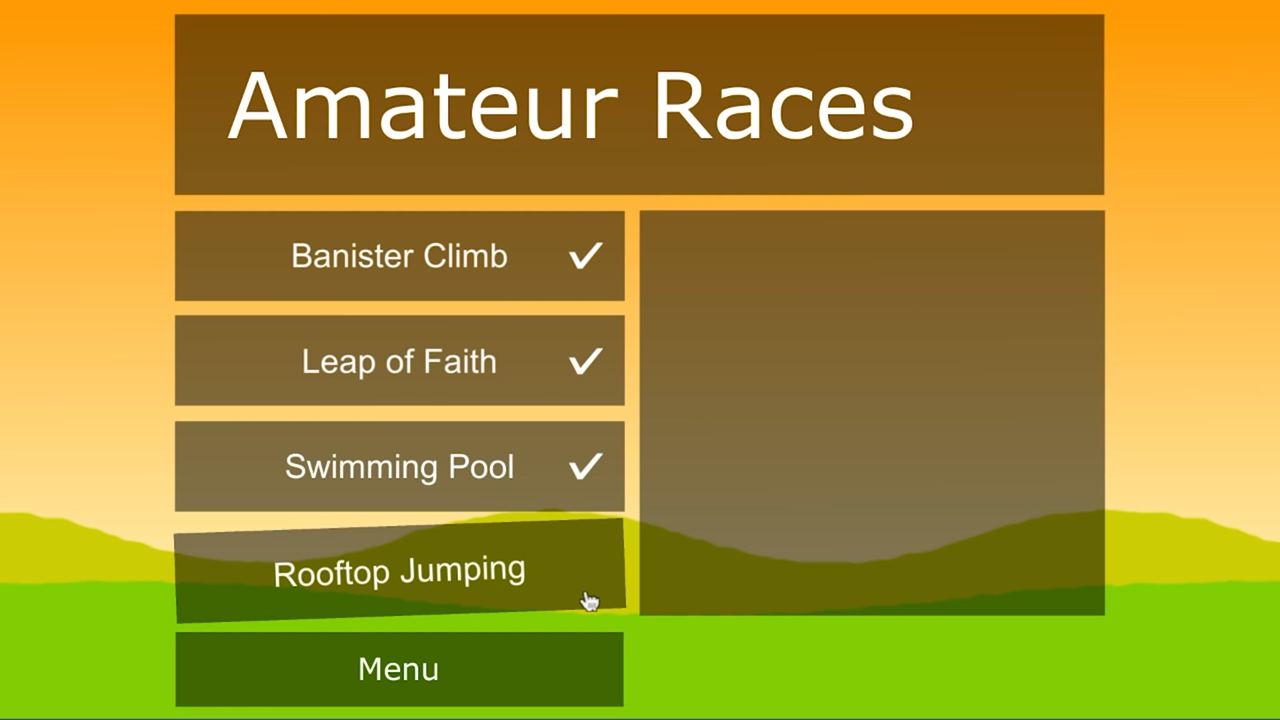 Amateur Races
Banister Climb
Leap of Faith
Swimming Pool
Rooftop Jumping
Menu